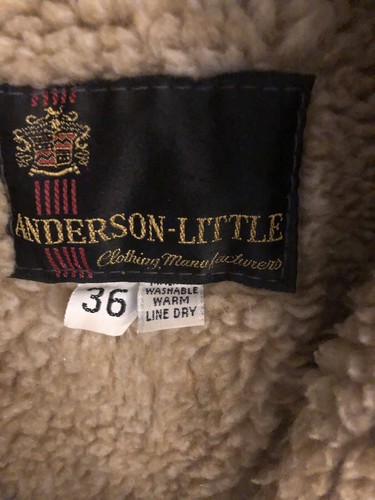 ANDERSON-LITTLE
Clothing Manufacturers
36
WASHABLE
WARM
LINE DRY